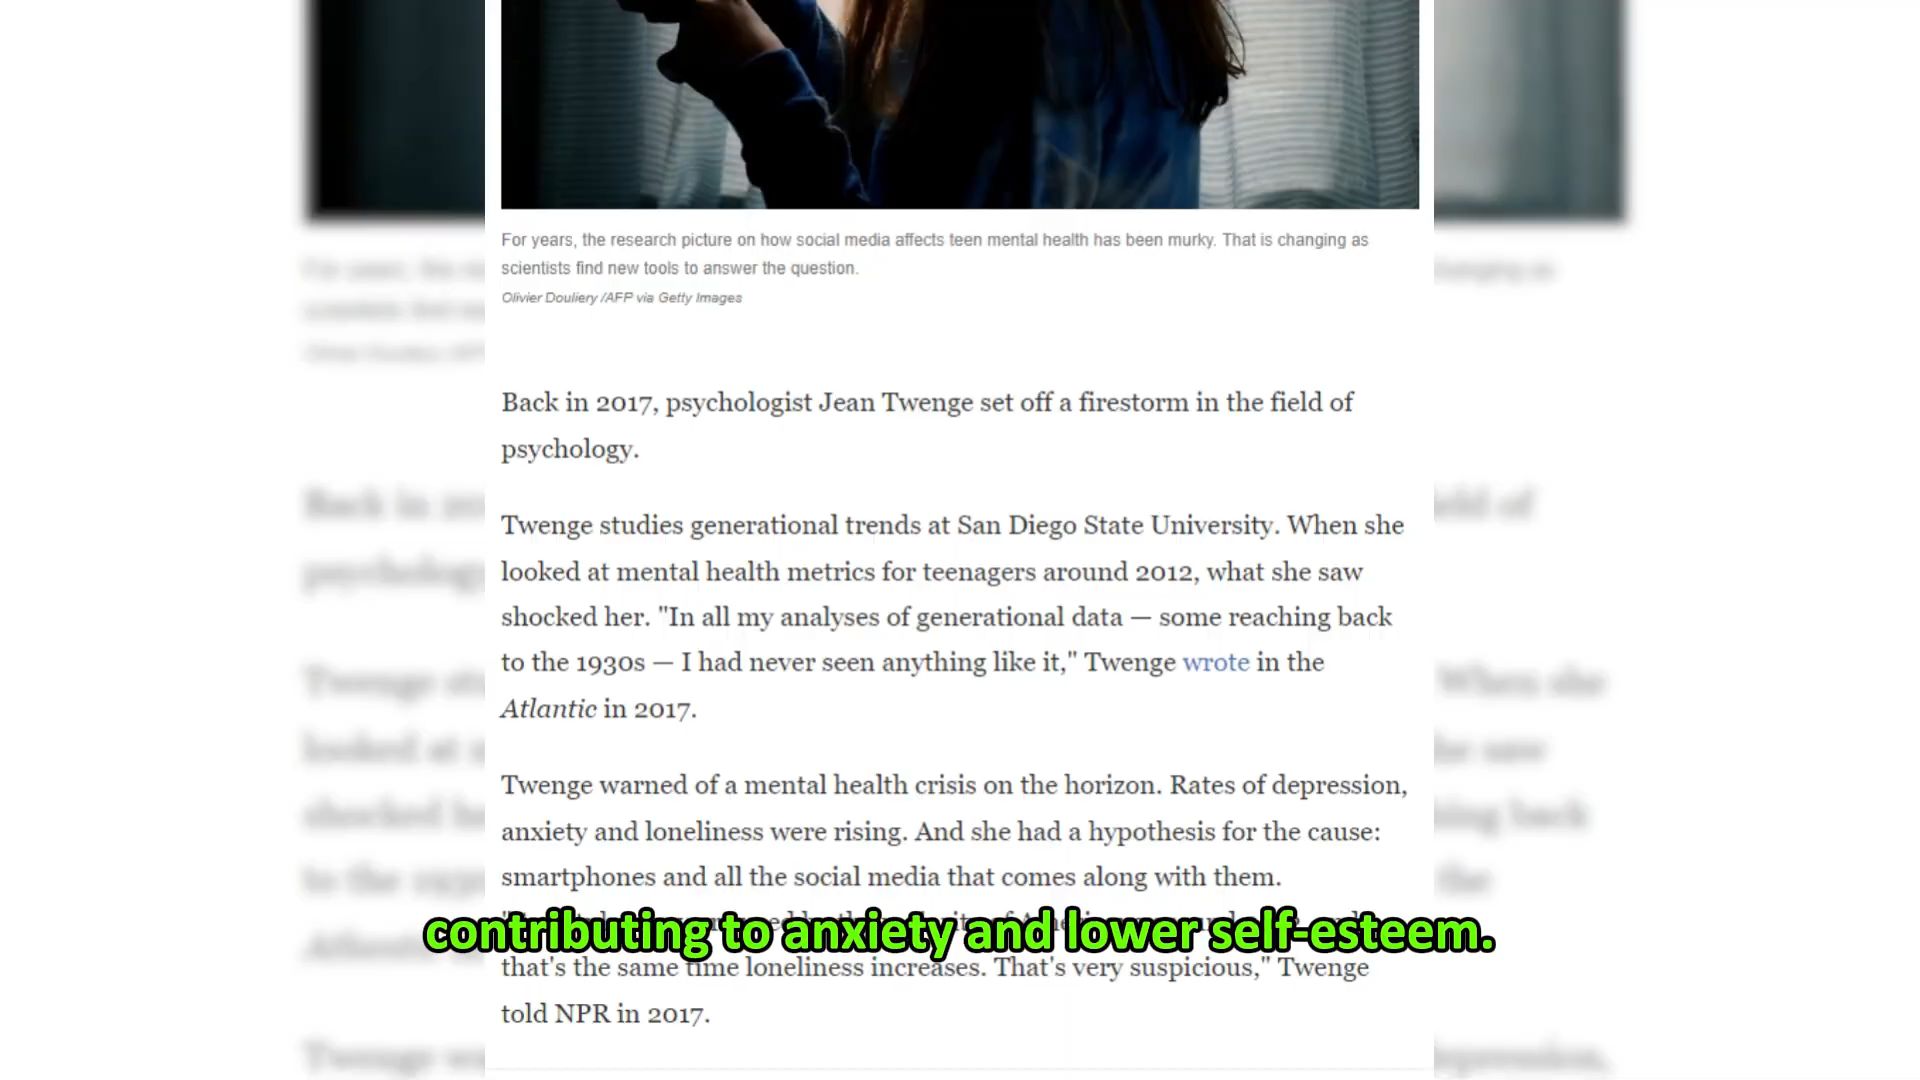 For years, the research picture on how social media affects teen mental health has been murky. That is changing as
scientists find new tools to answer the question.
Olivier Douliery /AFP via Getty Images
Back in 2017, psychologist Jean Twenge set off a firestorm in the field of
psychology.
Twenge studies generational trends at San Diego State University. When she
looked at mental health metrics for teenagers around 2012, what she saw
shocked her. "In all my analyses of generational data — some reaching back
to the 1930s — I had never seen anything like it," Twenge wrote in the
Atlantic in 2017.
Twenge warned of a mental health crisis on the horizon. Rates of depression,
anxiety and loneliness were rising. And she had a hypothesis for the cause:
smartphones and all the social media that comes along with them.
contributing to anxiety and lower self-esteem.
that's the same time loneliness increases. That's very suspicious," Twenge
told NPR in 2017.